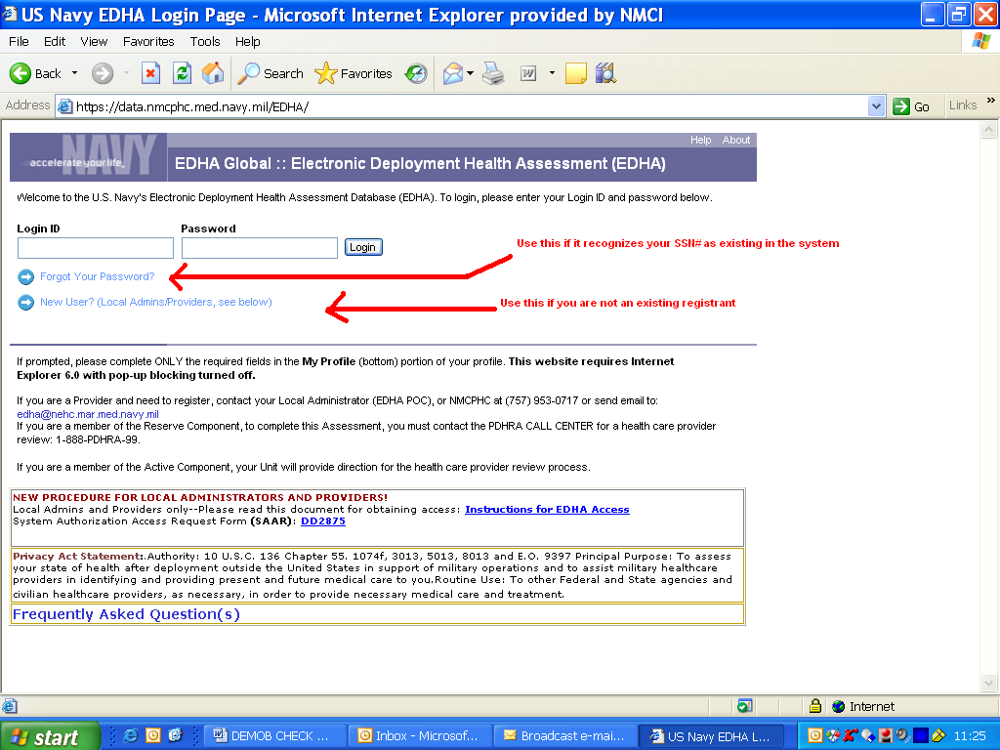 US Navy EDHA Login Page - Microsoft Internet Explorer provided by NMCI
File Edit View Favorites Tools Help
Back Search Favorites
Address https://data.nmcphc.med.navy.mil/EDHA/ Go Links »
Help About
NAVY
accelerate your life
EDHA Global :: Electronic Deployment Health Assessment (EDHA)
Welcome to the U.S. Navy's Electronic Deployment Health Assessment Database (EDHA). To login, please enter your Login ID and password below.
Login ID Password
Login
Use this if it recognizes your SSN# as existing in the system
Forgot Your Password?
New User? (Local Admins/Providers, see below)
Use this if you are not an existing registrant
If prompted, please complete ONLY the required fields in the My Profile (bottom) portion of your profile. This website requires Internet
Explorer 6.0 with pop-up blocking turned off.
If you are a Provider and need to register, contact your Local Administrator (EDHA POC), or NMCPHC at (757) 953-0717 or send email to:
edha@nehc.mar.med.navy.mil
If you are a member of the Reserve Component, to complete this Assessment, you must contact the PDHRA CALL CENTER for a health care provider
review: 1-888-PDHRA-99.
If you are a member of the Active Component, your Unit will provide direction for the health care provider review process.
NEW PROCEDURE FOR LOCAL ADMINISTRATORS AND PROVIDERS!
Local Admins and Providers only--Please read this document for obtaining access: Instructions for EDHA Access
System Authorization Access Request Form (SAAR): DD2875
Privacy Act Statement:.Authority: 10 U.S.C. 136 Chapter 55. 1074f, 3013, 5013, 8013 and E.O. 9397 Principal Purpose: To assess
your state of health after deployment outside the United States in support of military operations and to assist military healthcare
providers in identifying and providing present and future medical care to you.Routine Use: To other Federal and State agencies and
civilian healthcare providers, as necessary, in order to provide necessary medical care and treatment.
Frequently Asked Question(s)
Internet
start DEMOB CHECK ... Inbox - Microsof... Broadcast e-mai... US Navy EDHA L... 11:25